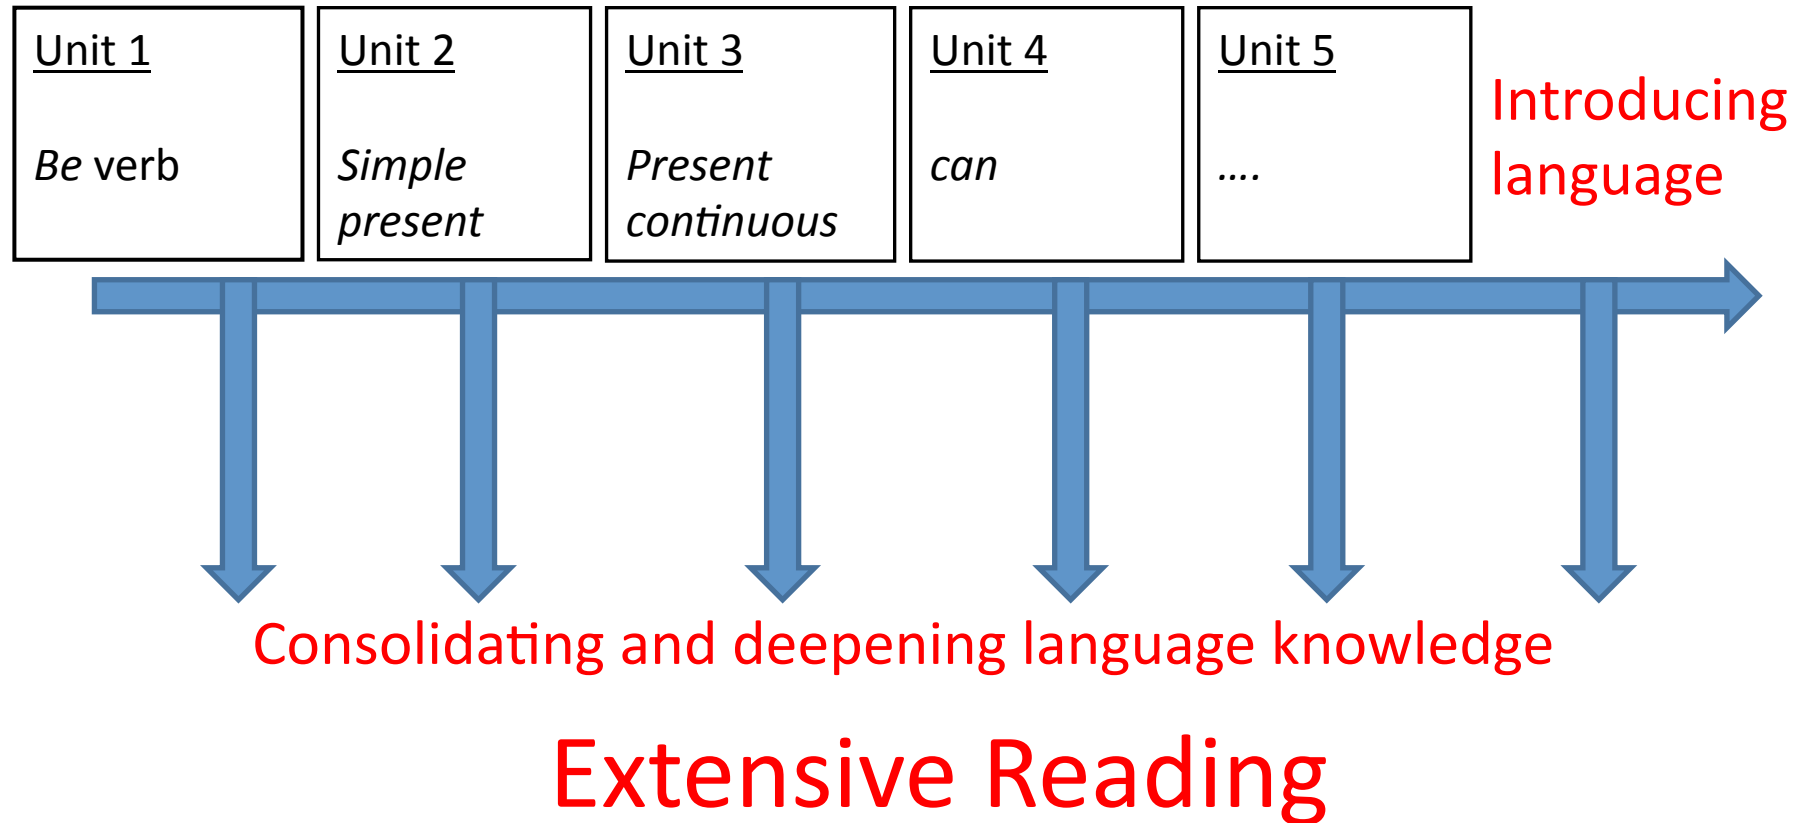 Unit 1
Be verb
Unit 2
Simple
present
Unit 3
Present
continuous
Unit 4
can
Unit 5
....
Introducing
language
Consolidating and deepening language knowledge
Extensive Reading